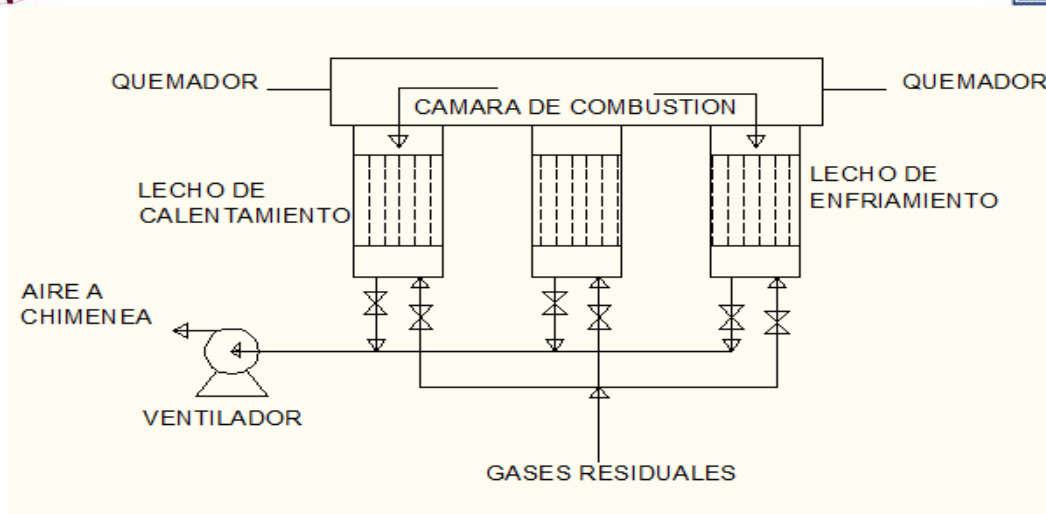 QUEMADOR
QUEMADOR
CAMARA DE COMBUSTION
LECHO DE
CALENTAMIENTO
LECHO DE
ENFRIAMIENTO
AIRE A
CHIMENEA
VENTILADOR
GASES RESIDUALES